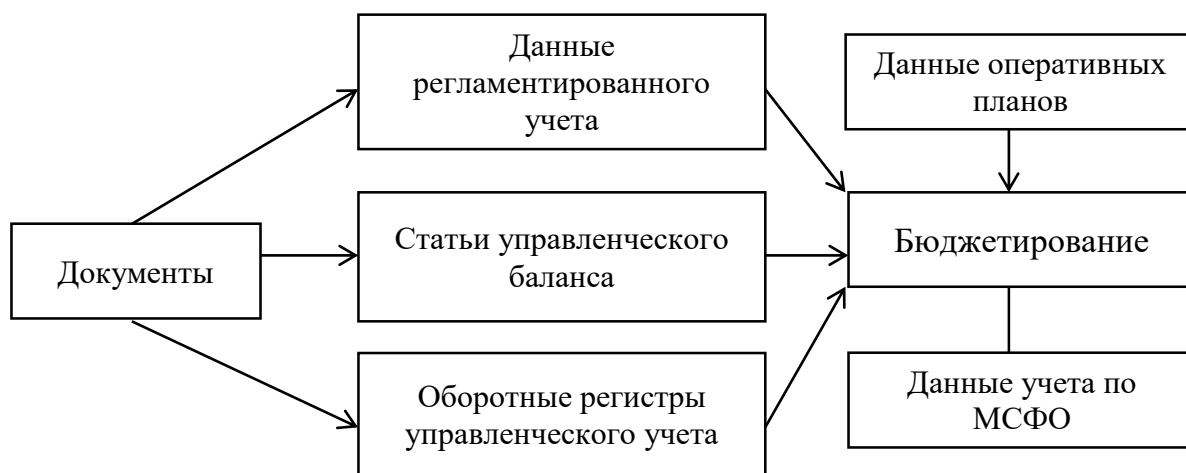 Данные
регламентированного
учета
Данные оперативных
планов
Документы
Статьи управленческого
баланса
Бюджетирование
Оборотные регистры
управленческого учета
Данные учета по
МСФО